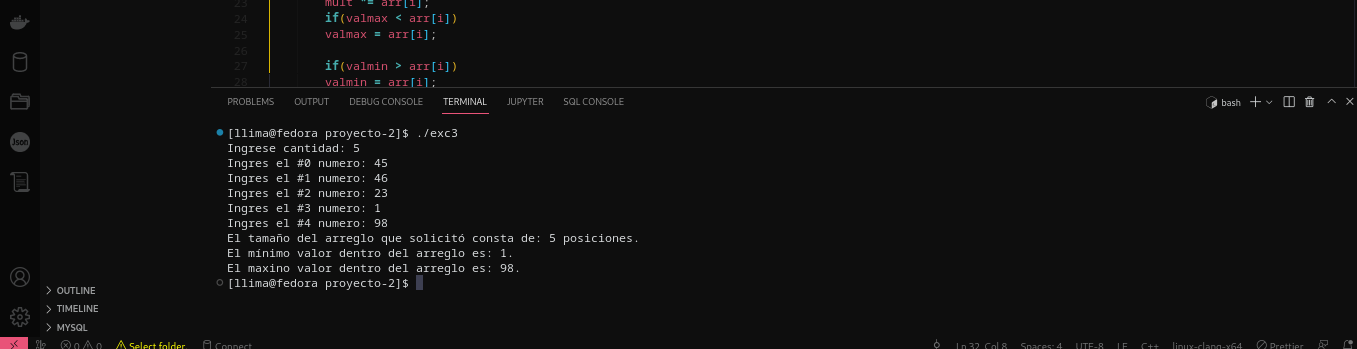 23 mult *= arr[i];
24 if(valmax < arr[i])
25 valmax = arr[i];
26
27 if(valmin > arr[i])
28 valmin = arr[i];
PROBLEMS OUTPUT DEBUG CONSOLE TERMINAL JUPYTER SQL CONSOLE
bash
[llima@fedora proyecto-2]$ ./exc3
Ingrese cantidad: 5
Json
Ingres el #0 numero: 45
Ingres el #1 numero: 46
Ingres el #2 numero: 23
Ingres el #3 numero: 1
Ingres el #4 numero: 98
El tamaño del arreglo que solicitó consta de: 5 posiciones.
El mínimo valor dentro del arreglo es: 1.
El maxino valor dentro del arreglo es: 98.
[llima@fedora proyecto-2]$
OUTLINE
TIMELINE
MYSQL
0 0 Select folder. Connect Ln 32, Col 8 Spaces: 4 UTF-8 LF C++ linux-clang-x64 Prettier